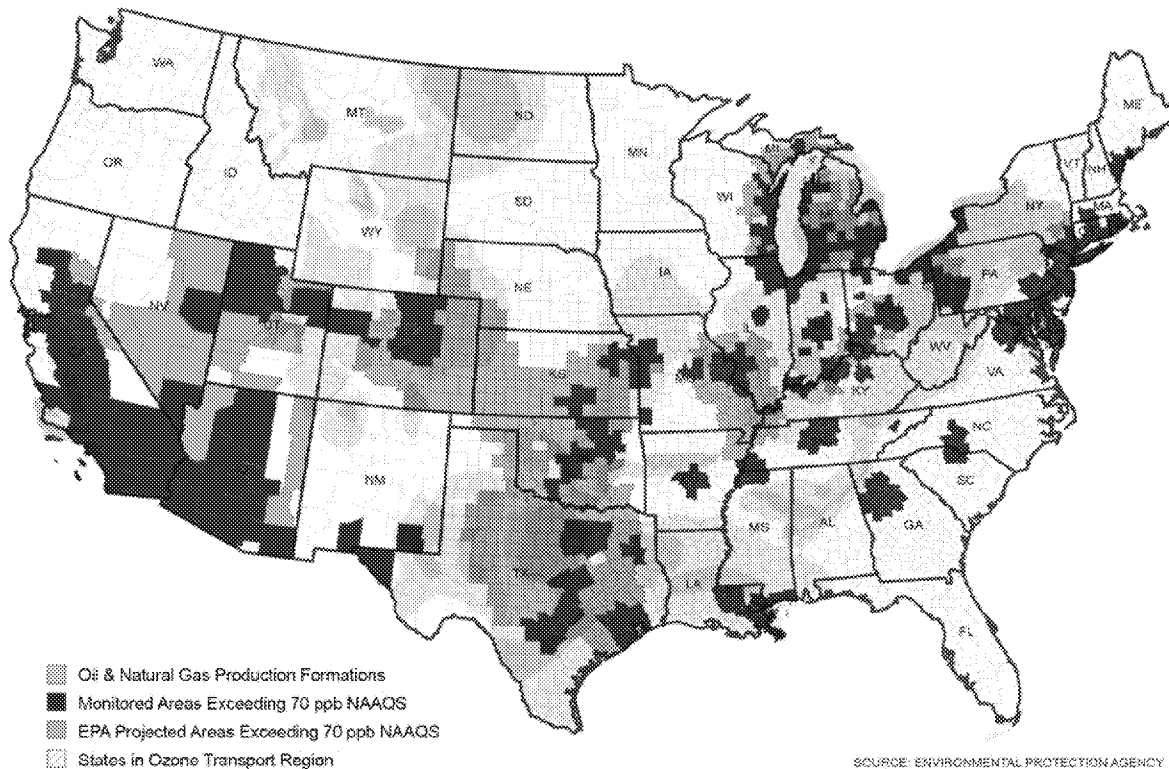 WA
MT
ND
ME
OR
ID
MN
VT
NH
SD
WI
MI
NY
MA
WY
IA
NE
PA
NV
UT
WV
VA
KS
KY
NC
NM
SC
MS
AL
GA
TX
LA
FL
Oil & Natural Gas Production Formations
Monitored Areas Exceeding 70 ppb NAAQS
EPA Projected Areas Exceeding 70 ppb NAAQS
States in Ozone Transport Region
SOURCE: ENVIRONMENTAL PROTECTION AGENCY